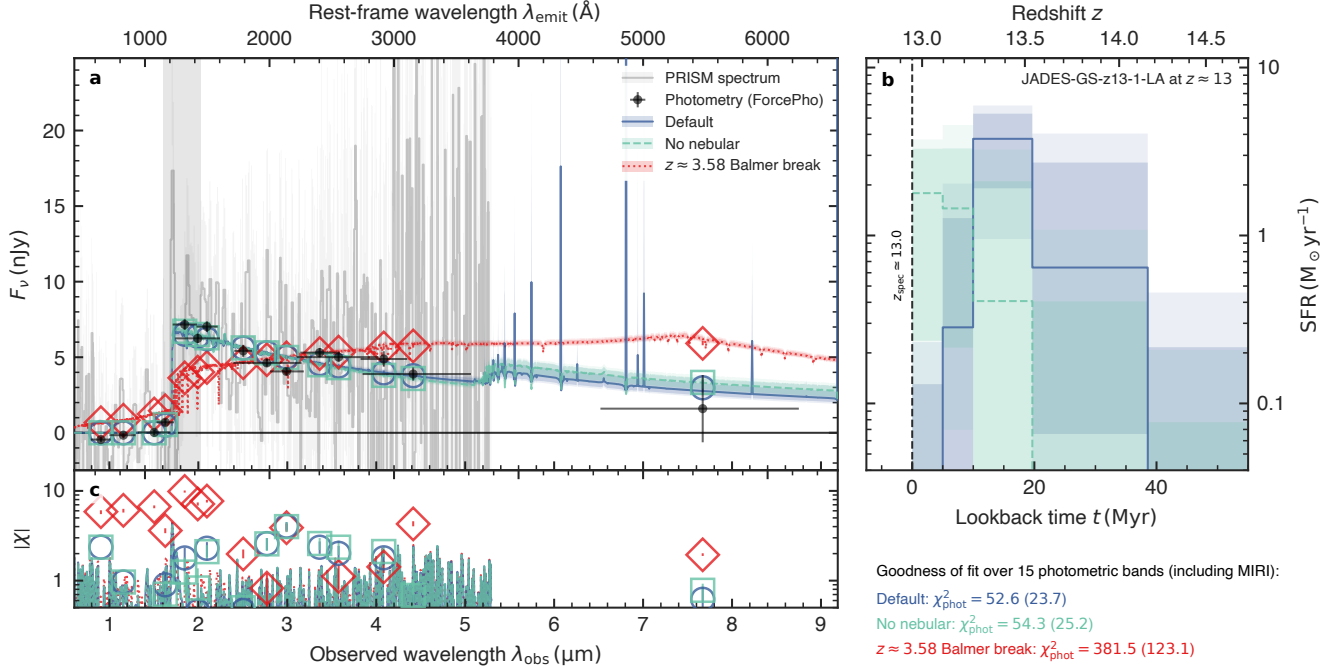 Rest-frame wavelength λemit (Å)
1000 2000 3000 4000 5000 6000
a
PRISM spectrum
Photometry (ForcePho)
Default
No nebular
z ≈ 3.58 Balmer break
Fν (nJy)
20
15
10
5
0
c
|χ|
10
1
1 2 3 4 5 6 7 8 9
Observed wavelength λobs (μm)
Redshift z
13.0 13.5 14.0 14.5
b
JADES-GS-z13-1-LA at z ≈ 13
zspec ≈ 13.0
10
1
0.1
SFR (M⊙ yr⁻¹)
0 20 40
Lookback time t (Myr)
Goodness of fit over 15 photometric bands (including MIRI):
Default: χ²phot = 52.6 (23.7)
No nebular: χ²phot = 54.3 (25.2)
z ≈ 3.58 Balmer break: χ²phot = 381.5 (123.1)